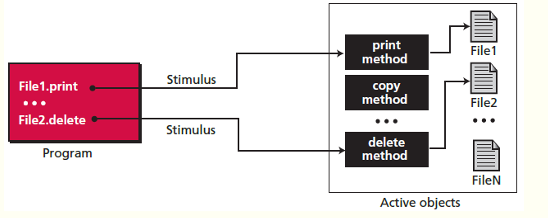 File1.print
•••
File2.delete
Program
Stimulus
Stimulus
print
method
copy
method
•••
delete
method
File1
File2
•••
FileN
Active objects